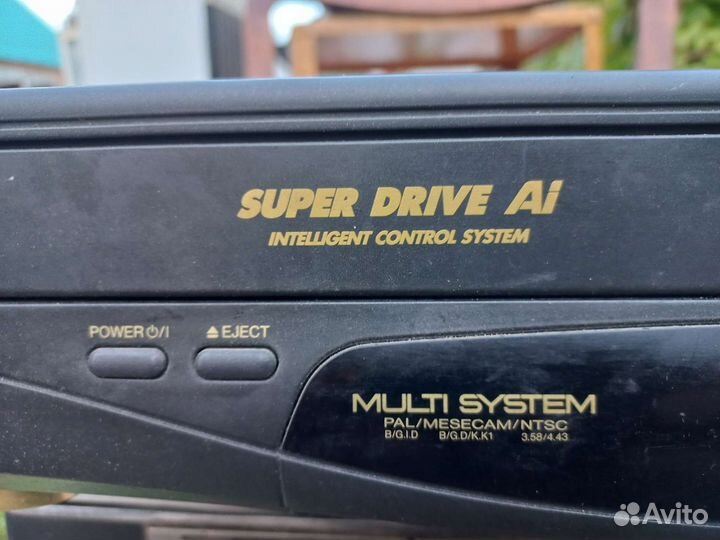 SUPER DRIVE Ai
INTELLIGENT CONTROL SYSTEM
POWER ⏻/I
⏏ EJECT
MULTI SYSTEM
PAL/MESECAM/NTSC
B/G.I.D B/G.D/K.K1 3.58/4.43
Avito